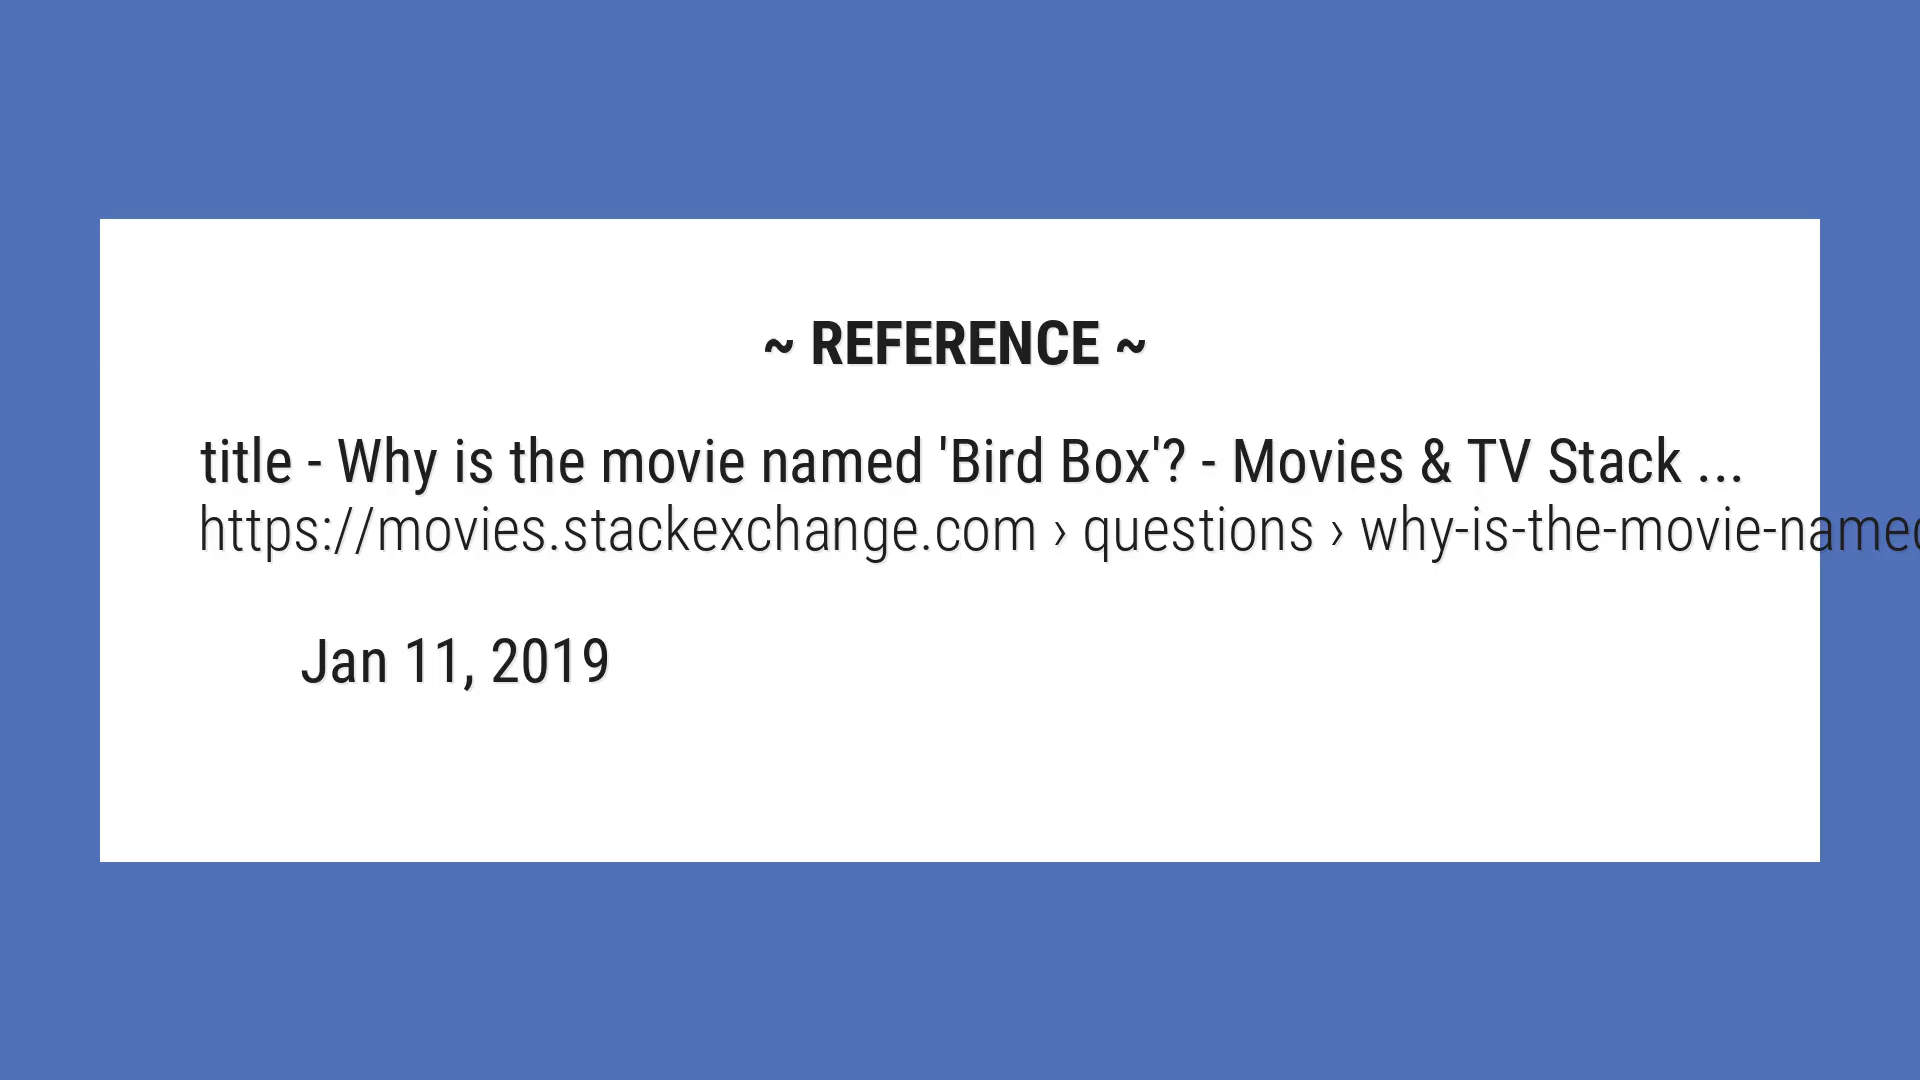 ~ REFERENCE ~
title - Why is the movie named 'Bird Box'? - Movies & TV Stack ...
https://movies.stackexchange.com › questions › why-is-the-movie-named
Jan 11, 2019